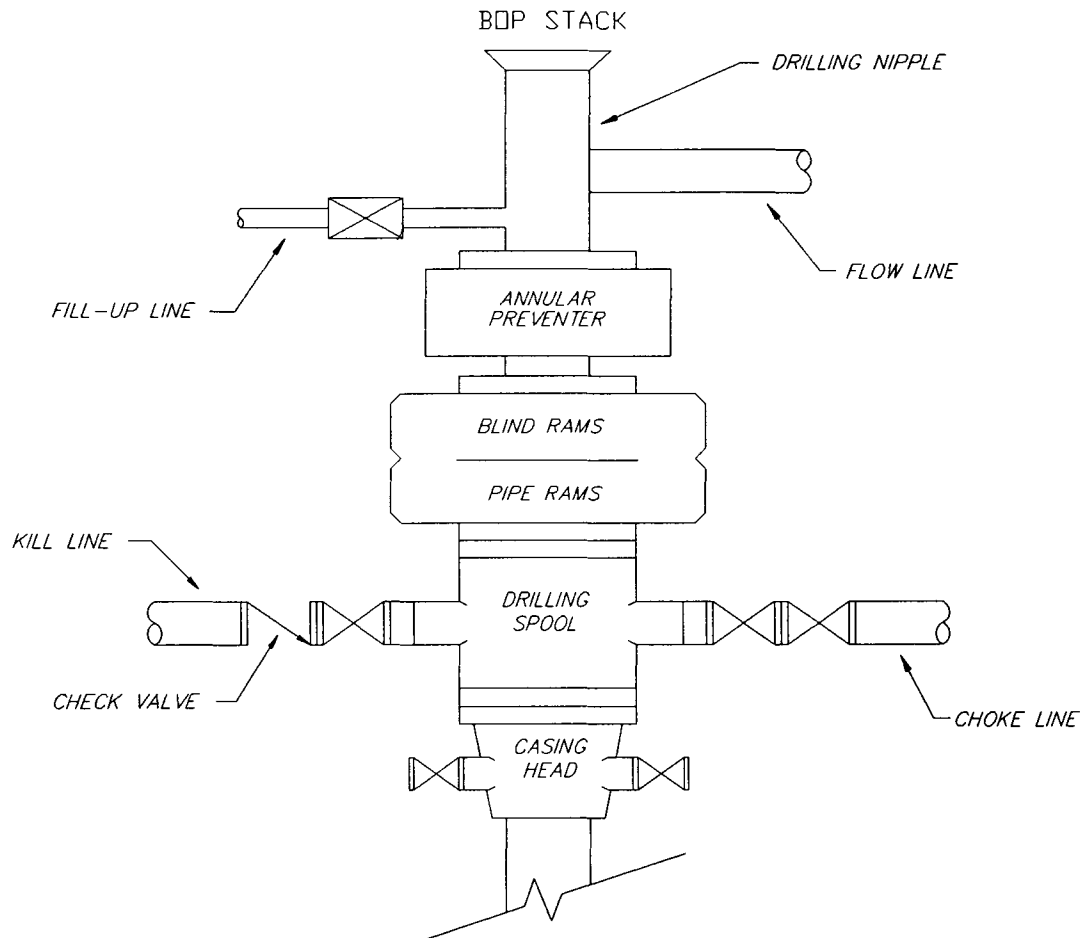 BOP STACK
DRILLING NIPPLE
FLOW LINE
FILL-UP LINE
ANNULAR
PREVENTER
BLIND RAMS
PIPE RAMS
KILL LINE
DRILLING
SPOOL
CHECK VALVE
CHOKE LINE
CASING
HEAD